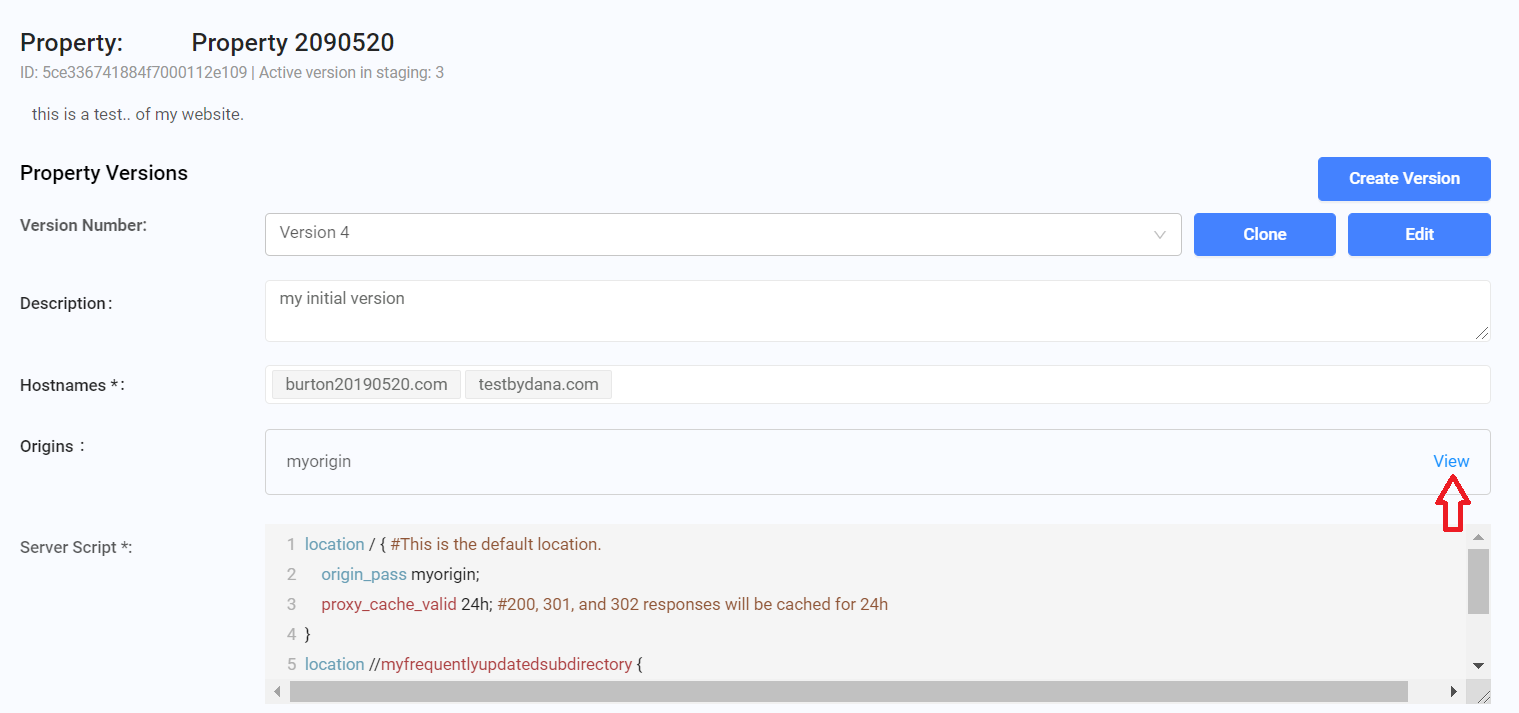 Property: Property 2090520
ID: 5ce336741884f7000112e109 | Active version in staging: 3
this is a test.. of my website.
Property Versions
Create Version
Version Number:
Version 4
Clone
Edit
Description:
my initial version
Hostnames *:
burton20190520.com testbydana.com
Origins :
myorigin
View
Server Script *:
1 location / { #This is the default location.
2 origin_pass myorigin;
3 proxy_cache_valid 24h; #200, 301, and 302 responses will be cached for 24h
4 }
5 location //myfrequentlyupdatedsubdirectory {